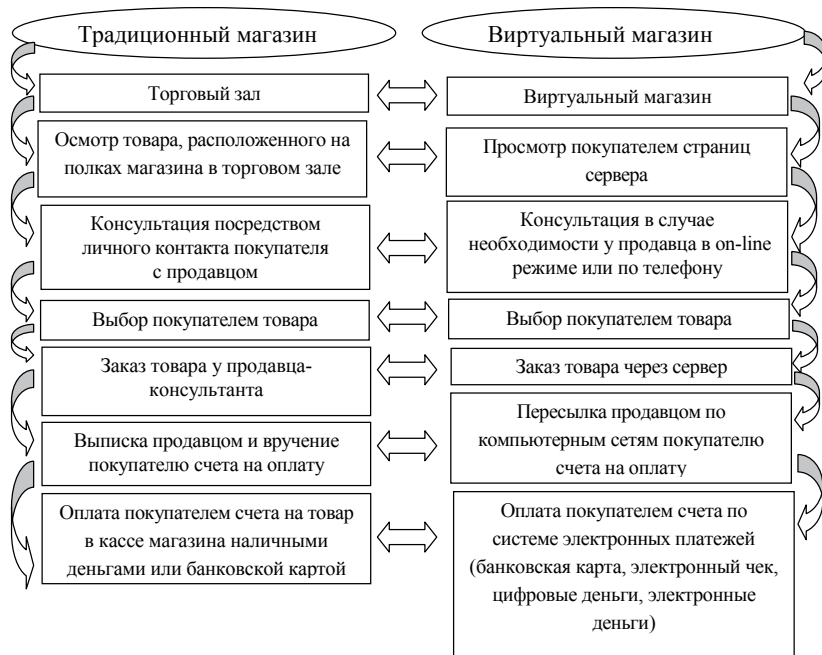 Традиционный магазин
Виртуальный магазин
Торговый зал
Виртуальный магазин
Осмотр товара, расположенного на
полках магазина в торговом зале
Просмотр покупателем страниц
сервера
Консультация посредством
личного контакта покупателя
с продавцом
Консультация в случае
необходимости у продавца в on-line
режиме или по телефону
Выбор покупателем товара
Выбор покупателем товара
Заказ товара у продавца-
консультанта
Заказ товара через сервер
Выписка продавцом и вручение
покупателю счета на оплату
Пересылка продавцом по
компьютерным сетям покупателю
счета на оплату
Оплата покупателем счета на товар
в кассе магазина наличными
деньгами или банковской картой
Оплата покупателем счета по
системе электронных платежей
(банковская карта, электронный чек,
цифровые деньги, электронные
деньги)